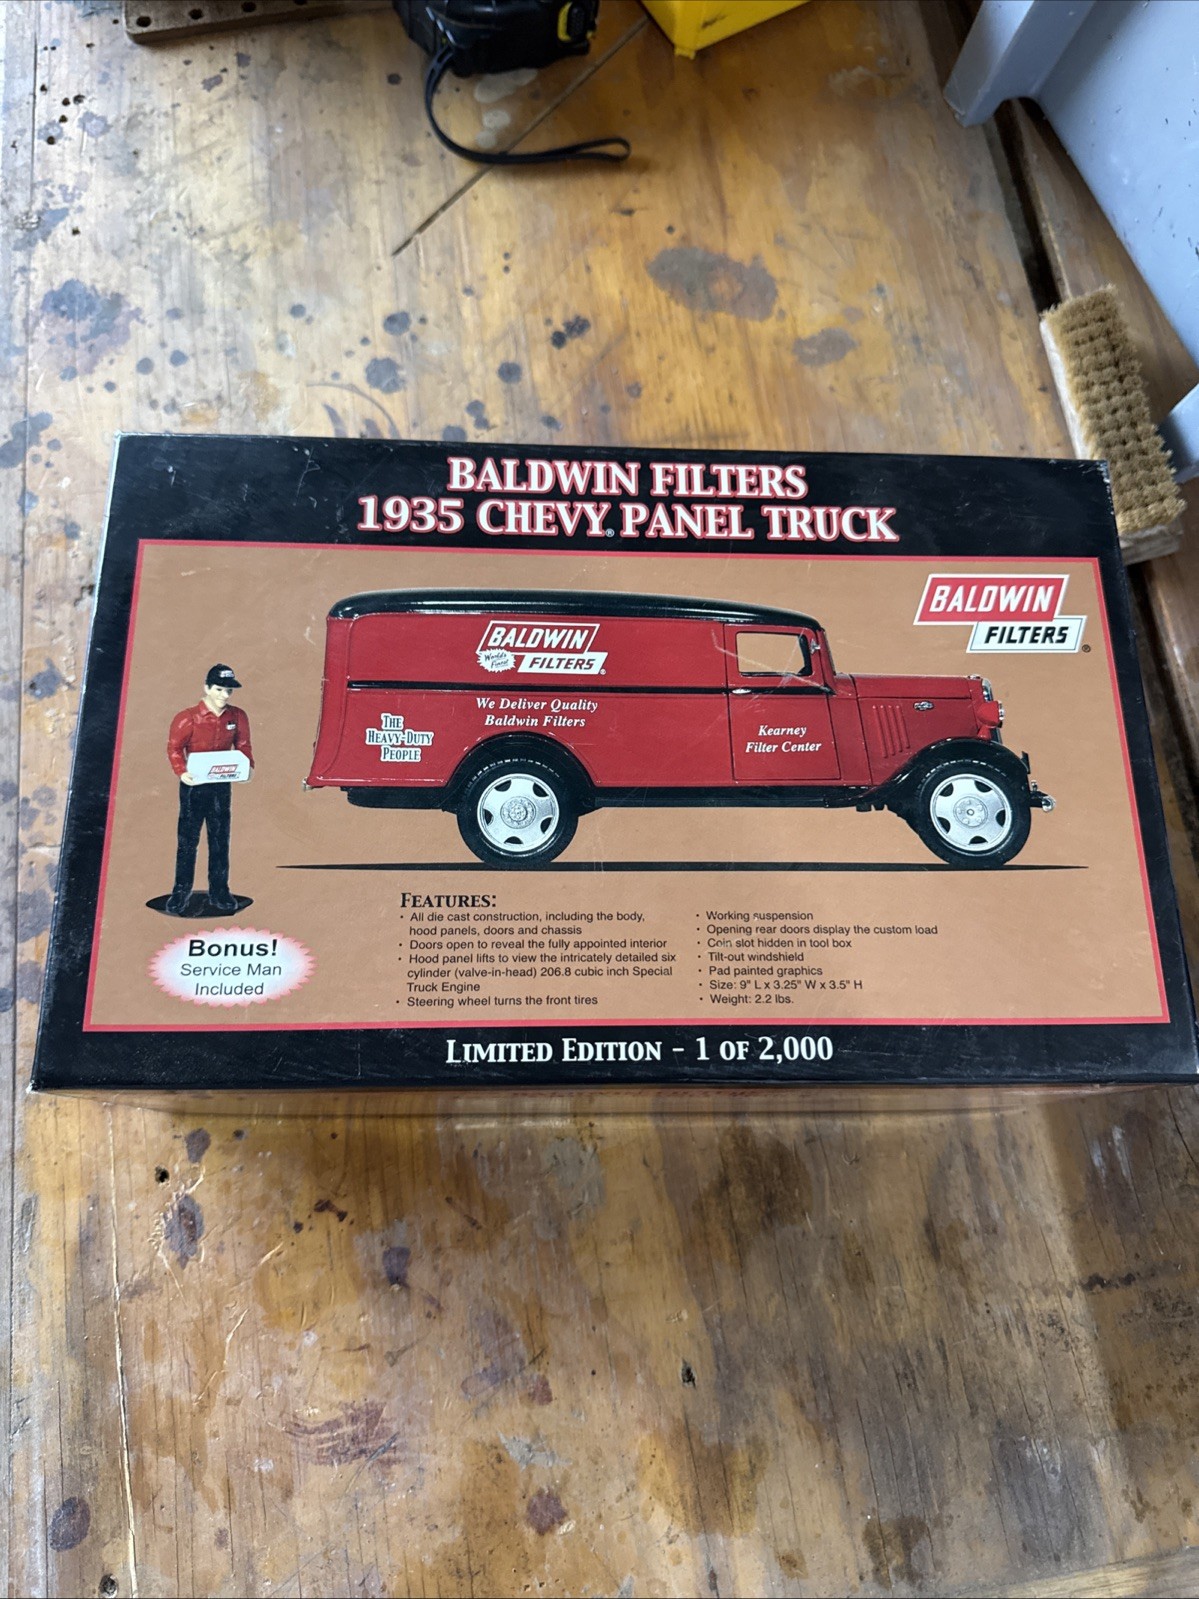 BALDWIN FILTERS
1935 CHEVY® PANEL TRUCK
BALDWIN
FILTERS®
BALDWIN
World's
Finest
FILTERS®
We Deliver Quality
Baldwin Filters
THE
HEAVY-DUTY
PEOPLE
Kearney
Filter Center
BALDWIN
FILTERS
Bonus!
Service Man
Included
FEATURES:
• All die cast construction, including the body,
hood panels, doors and chassis
• Doors open to reveal the fully appointed interior
• Hood panel lifts to view the intricately detailed six
cylinder (valve-in-head) 206.8 cubic inch Special
Truck Engine
• Steering wheel turns the front tires
• Working suspension
• Opening rear doors display the custom load
• Coin slot hidden in tool box
• Tilt-out windshield
• Pad painted graphics
• Size: 9" L x 3.25" W x 3.5" H
• Weight: 2.2 lbs.
LIMITED EDITION - 1 OF 2,000